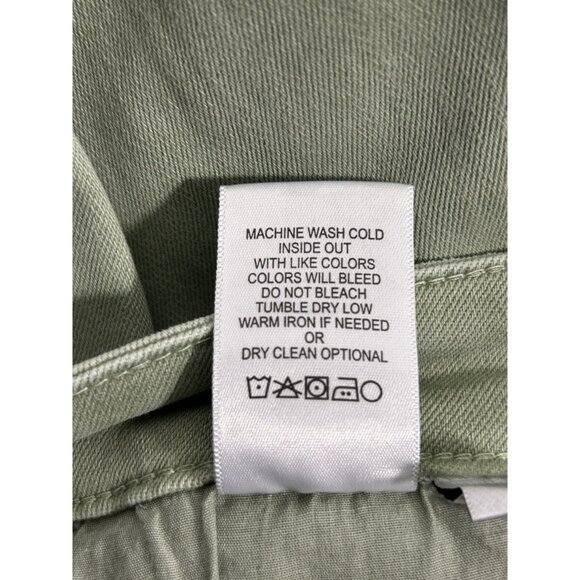 MACHINE WASH COLD
INSIDE OUT
WITH LIKE COLORS
COLORS WILL BLEED
DO NOT BLEACH
TUMBLE DRY LOW
WARM IRON IF NEEDED
OR
DRY CLEAN OPTIONAL